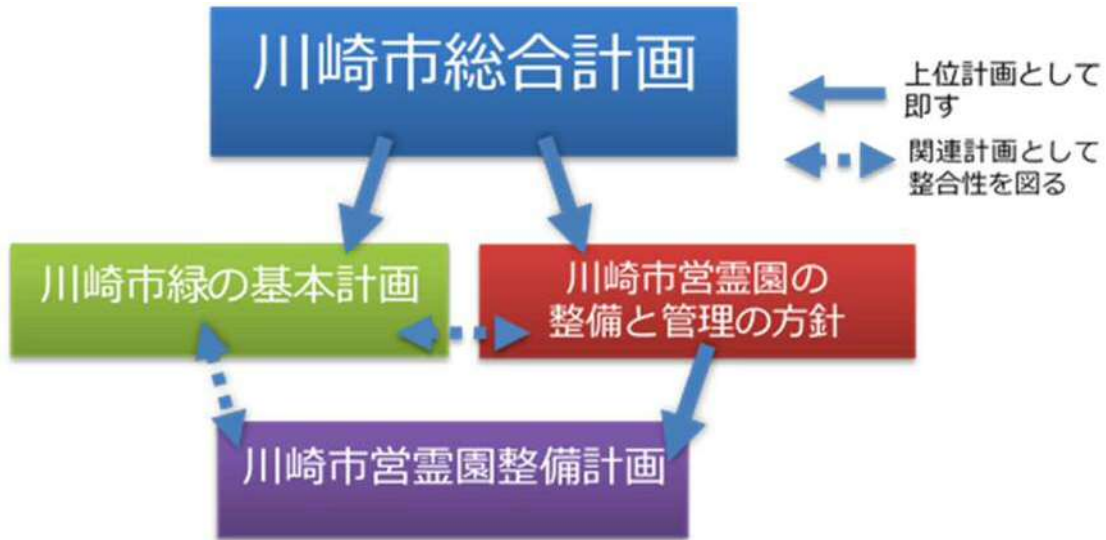 川崎市総合計画
上位計画として
即す
関連計画として
整合性を図る
川崎市緑の基本計画
川崎市営霊園の
整備と管理の方針
川崎市営霊園整備計画